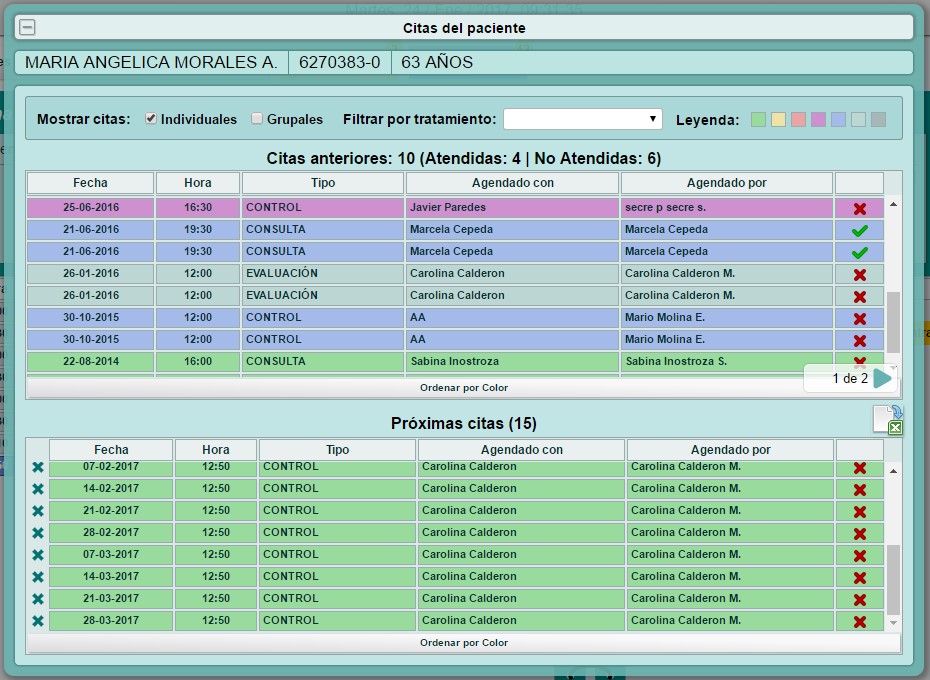 Martes, 24 / Ene / 2017, 09:31:35
Citas del paciente
MARIA ANGELICA MORALES A. 6270383-0 63 AÑOS
Mostrar citas: Individuales Grupales Filtrar por tratamiento: Leyenda:
Citas anteriores: 10 (Atendidas: 4 | No Atendidas: 6)
Fecha Hora Tipo Agendado con Agendado por
25-06-2016 16:30 CONTROL Javier Paredes secre p secre s.
21-06-2016 19:30 CONSULTA Marcela Cepeda Marcela Cepeda
21-06-2016 19:30 CONSULTA Marcela Cepeda Marcela Cepeda
26-01-2016 12:00 EVALUACIÓN Carolina Calderon Carolina Calderon M.
26-01-2016 12:00 EVALUACIÓN Carolina Calderon Carolina Calderon M.
30-10-2015 12:00 CONTROL AA Mario Molina E.
30-10-2015 12:00 CONTROL AA Mario Molina E.
22-08-2014 16:00 CONSULTA Sabina Inostroza Sabina Inostroza S.
1 de 2
Ordenar por Color
Próximas citas (15)
Fecha Hora Tipo Agendado con Agendado por
07-02-2017 12:50 CONTROL Carolina Calderon Carolina Calderon M.
14-02-2017 12:50 CONTROL Carolina Calderon Carolina Calderon M.
21-02-2017 12:50 CONTROL Carolina Calderon Carolina Calderon M.
28-02-2017 12:50 CONTROL Carolina Calderon Carolina Calderon M.
07-03-2017 12:50 CONTROL Carolina Calderon Carolina Calderon M.
14-03-2017 12:50 CONTROL Carolina Calderon Carolina Calderon M.
21-03-2017 12:50 CONTROL Carolina Calderon Carolina Calderon M.
28-03-2017 12:50 CONTROL Carolina Calderon Carolina Calderon M.
Ordenar por Color